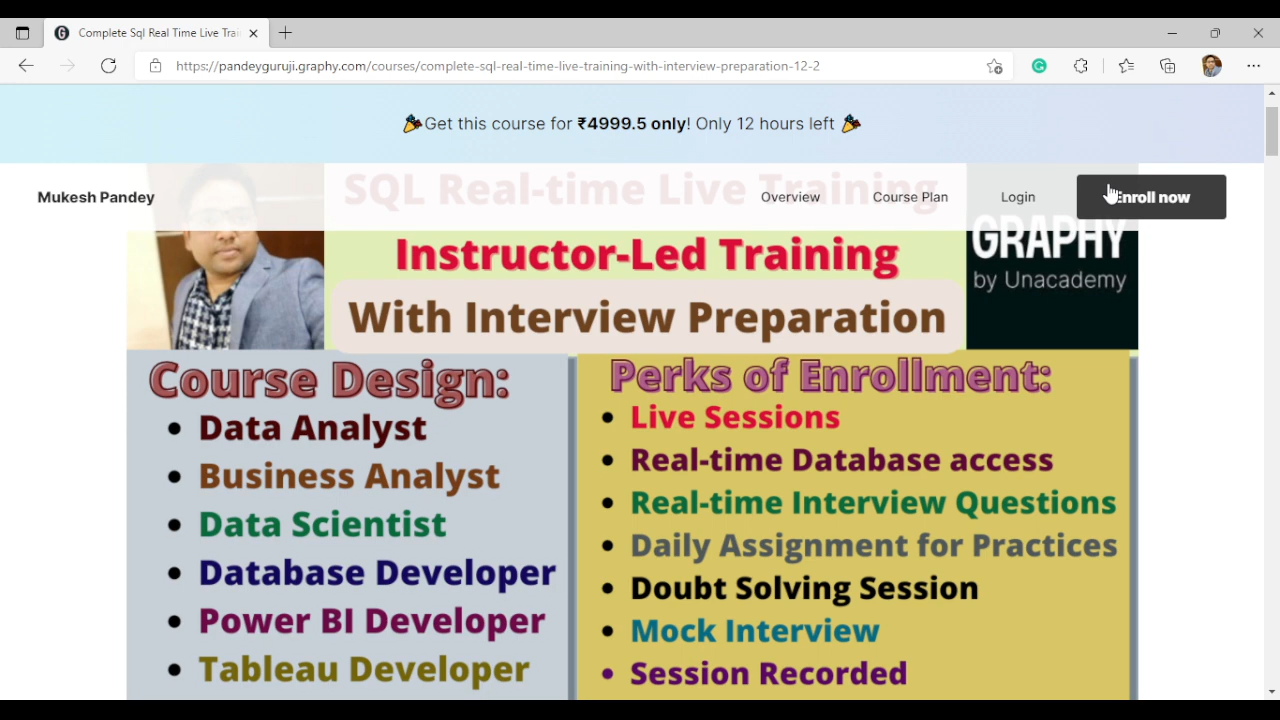 Complete Sql Real Time Live Trai
https://pandeyguruji.graphy.com/courses/complete-sql-real-time-live-training-with-interview-preparation-12-2
Get this course for ₹4999.5 only! Only 12 hours left
Mukesh Pandey
Overview
Course Plan
Login
Enroll now
SQL Real-time Live Training
Instructor-Led Training
With Interview Preparation
GRAPHY
by Unacademy
Course Design:
• Data Analyst
• Business Analyst
• Data Scientist
• Database Developer
• Power BI Developer
• Tableau Developer
Perks of Enrollment:
• Live Sessions
• Real-time Database access
• Real-time Interview Questions
• Daily Assignment for Practices
• Doubt Solving Session
• Mock Interview
• Session Recorded